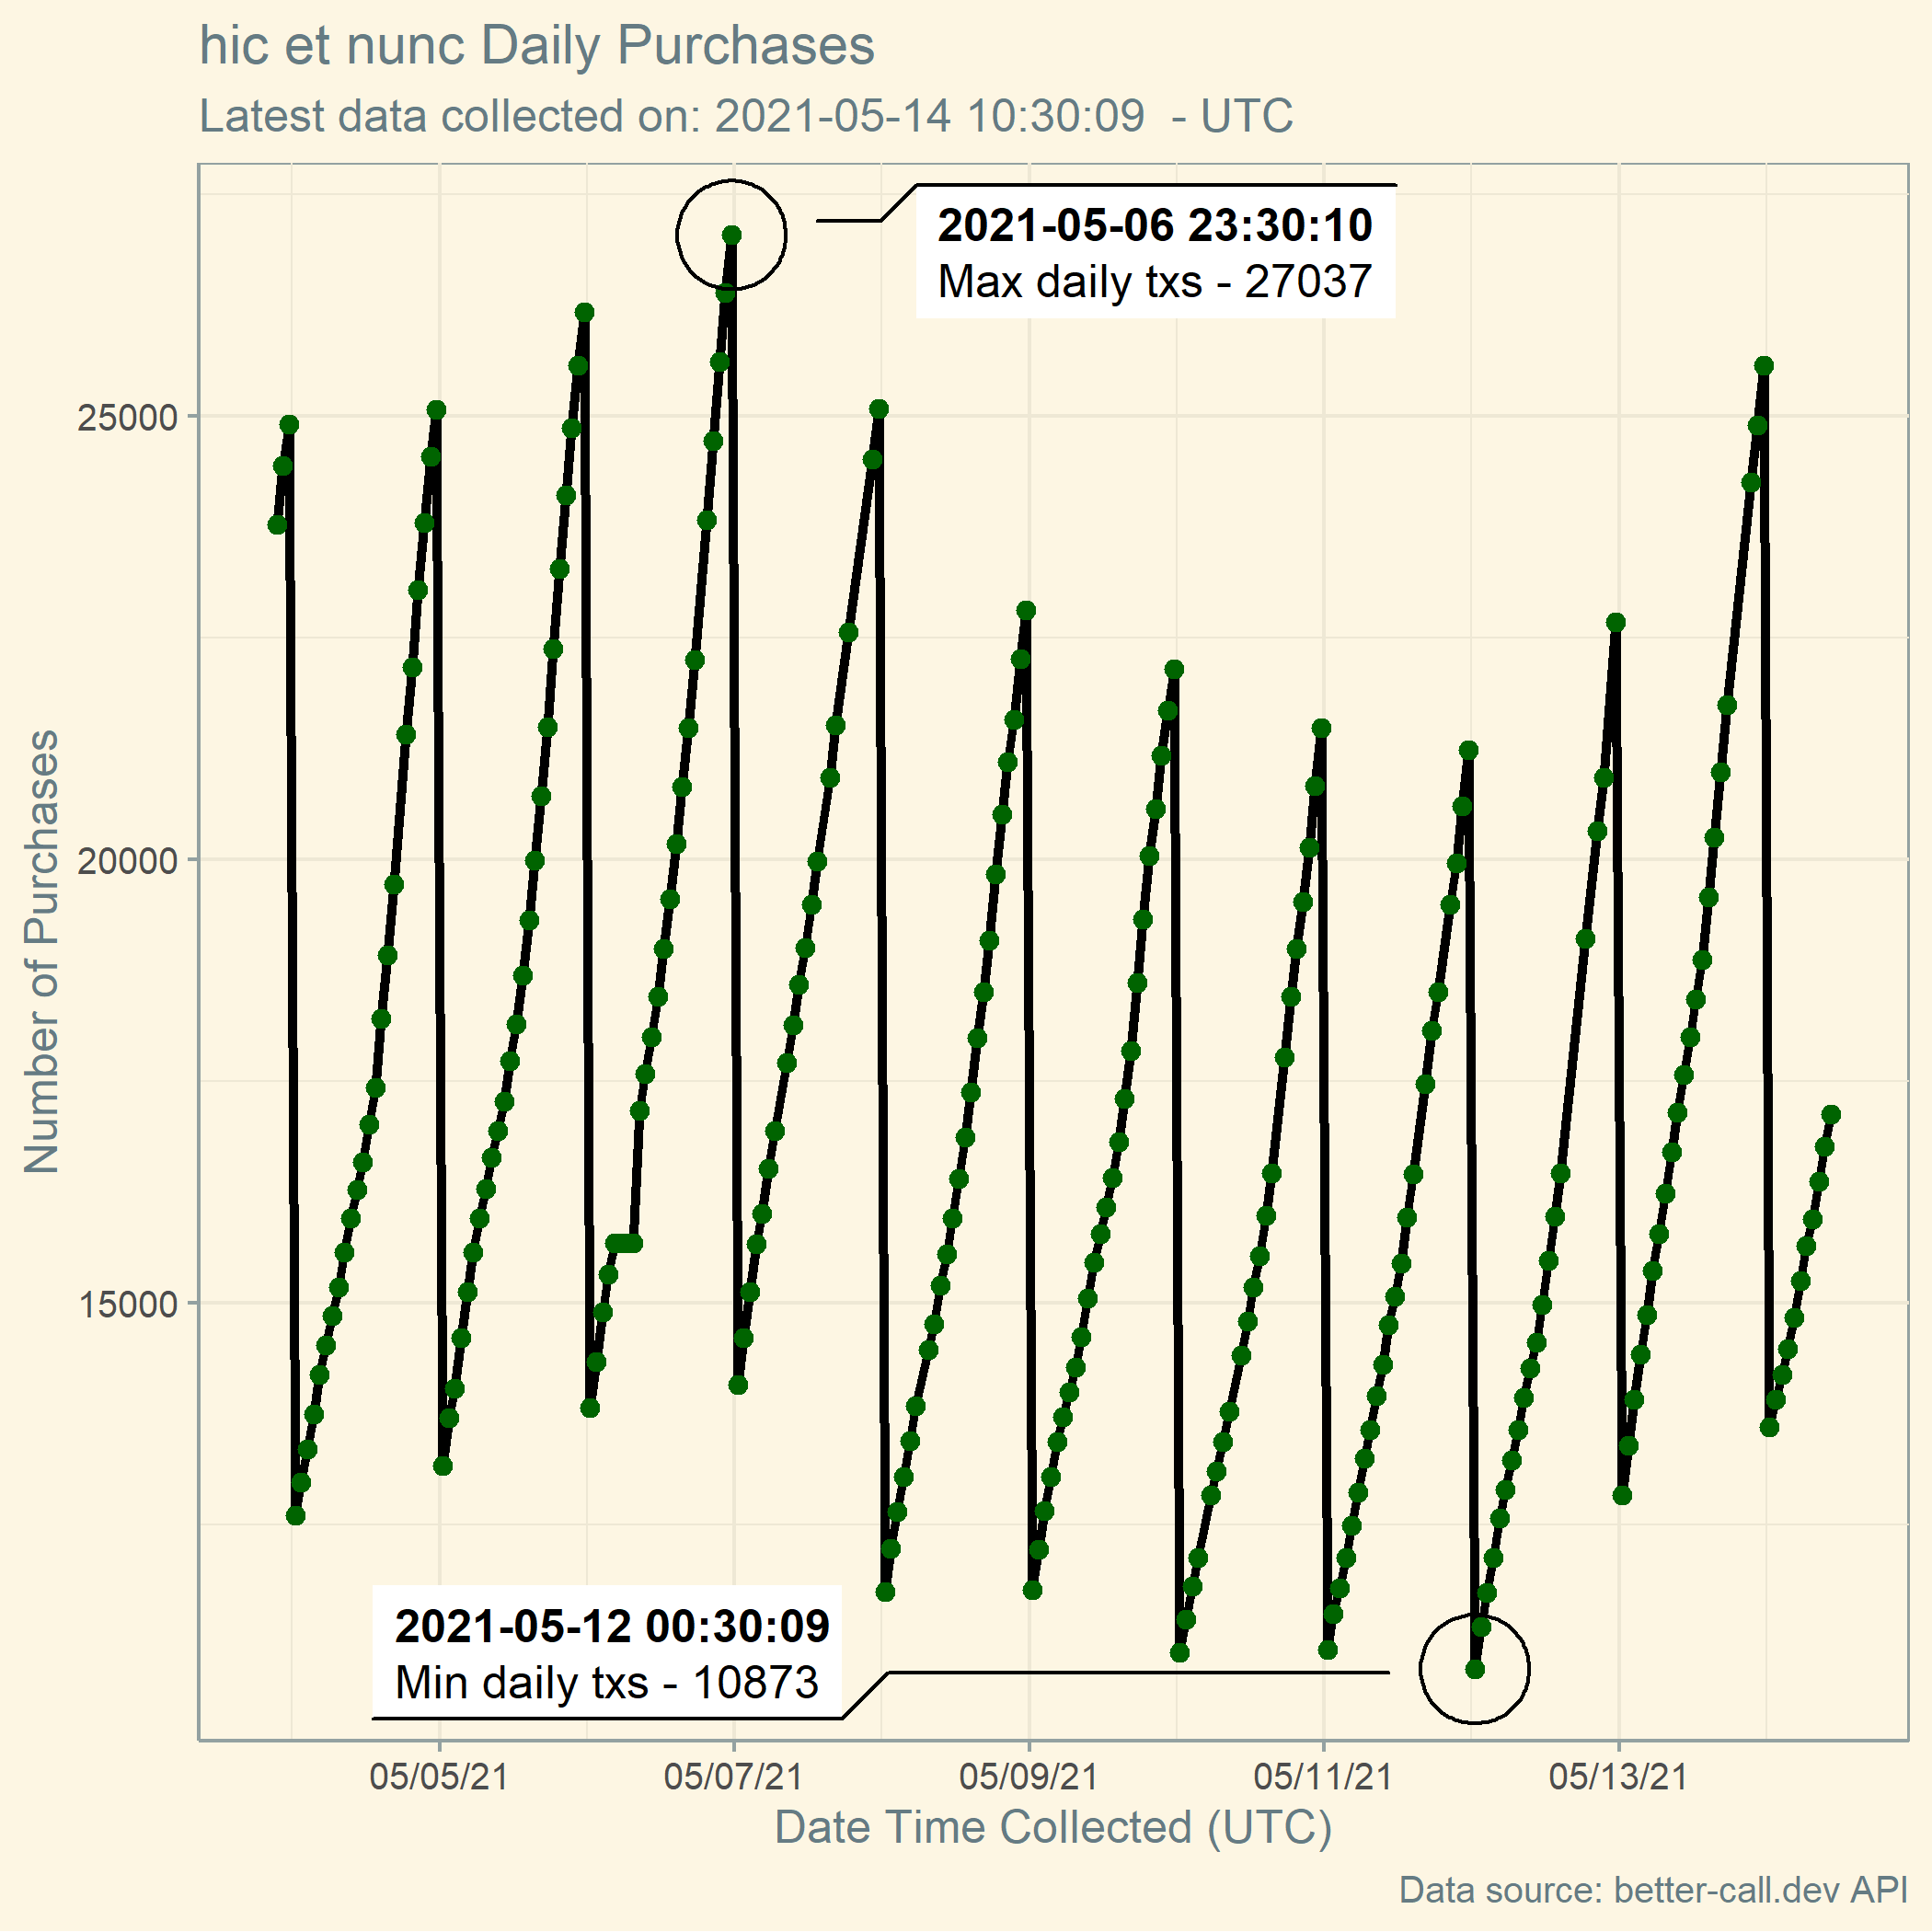 hic et nunc Daily Purchases
Latest data collected on: 2021-05-14 10:30:09 - UTC
2021-05-06 23:30:10
Max daily txs - 27037
25000
20000
15000
Number of Purchases
2021-05-12 00:30:09
Min daily txs - 10873
05/05/21 05/07/21 05/09/21 05/11/21 05/13/21
Date Time Collected (UTC)
Data source: better-call.dev API